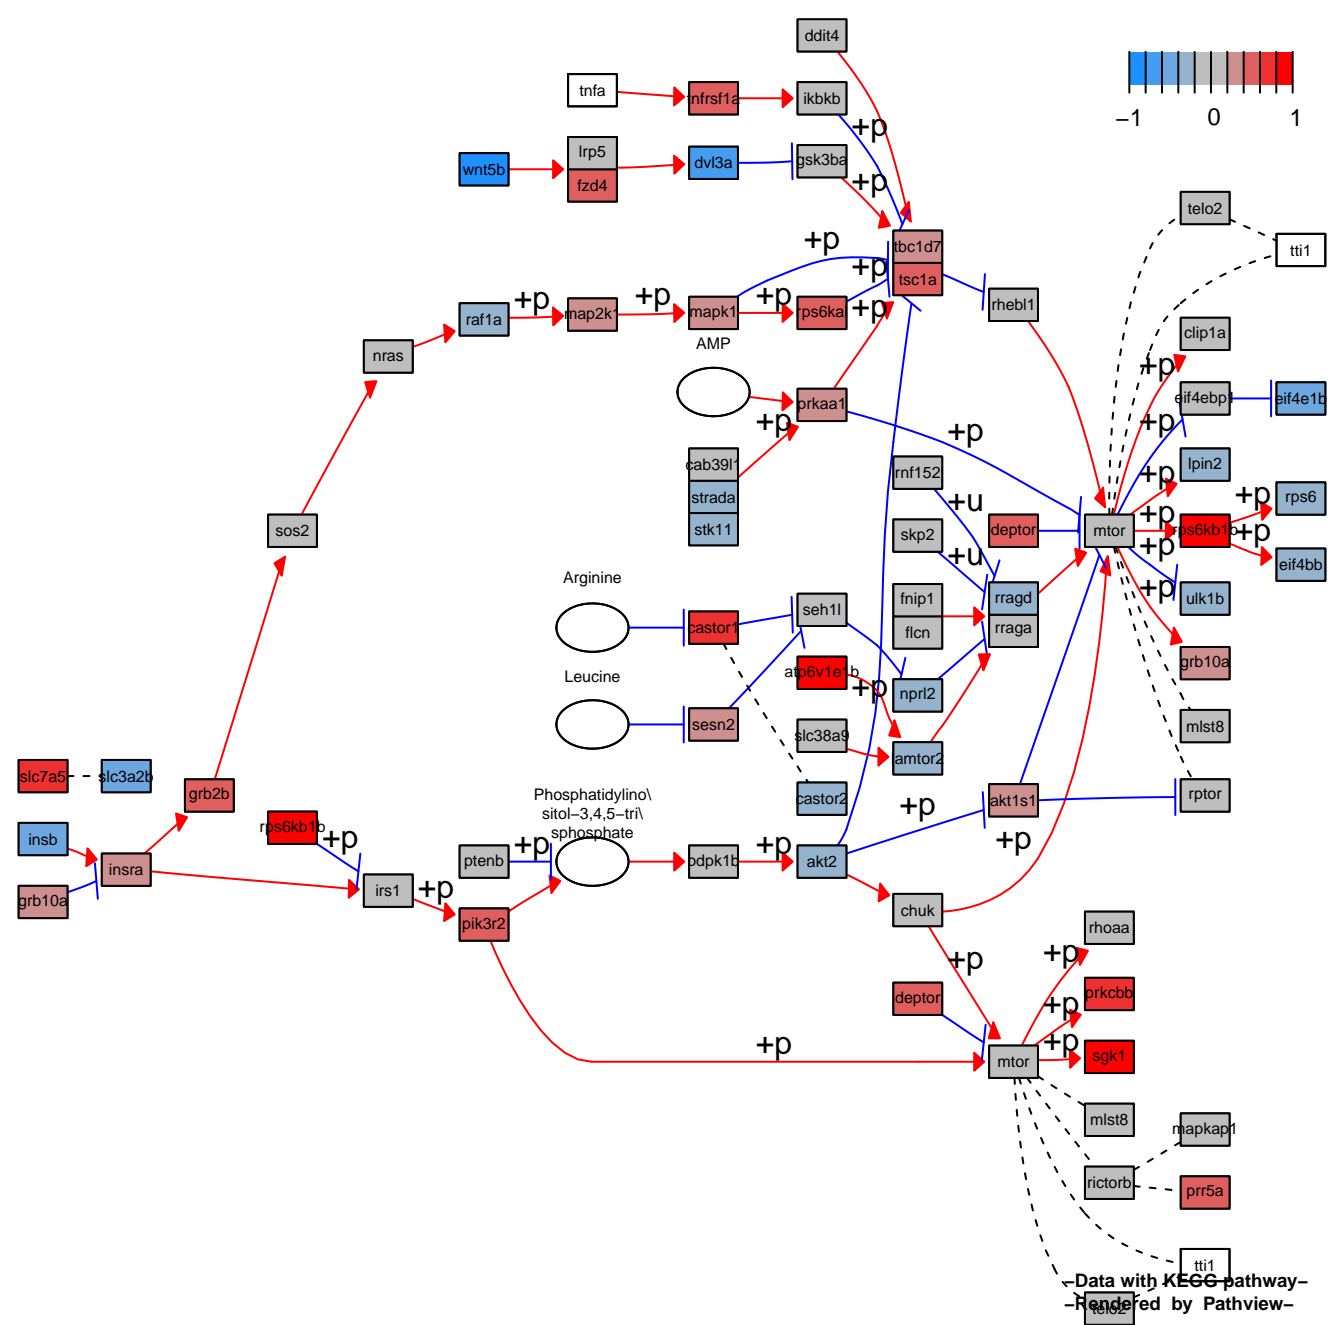 ddit4
−1 0 1
tnfa
tnfrsf1a
ikbkb
+p
wnt5b
lrp5
fzd4
dvl3a
gsk3ba
+p
telo2
tti1
+p
tbc1d7
tsc1a
+p
raf1a
+p
map2k1
+p
mapk1
+p
rps6ka
+p
rhebl1
clip1a
nras
AMP
+p
prkaa1
+p
eif4ebp1
eif4e1b
+p
+p
cab39l1
strada
stk11
rnf152
+u
lpin2
+p
rps6
+p
sos2
skp2
+u
deptor
mtor
+p
rps6kb1b
+p
+p
eif4bb
Arginine
castor1
seh1l
fnip1
flcn
rragd
rraga
+p
ulk1b
grb10a
Leucine
atp6v1e1b
+p
nprl2
sesn2
slc38a9
lamtor2
mlst8
slc7a5
slc3a2b
grb2b
castor2
akt1s1
rptor
Phosphatidylino\
sitol−3,4,5−tri\
sphosphate
+p
rps6kb1b
+p
insb
+p
+p
+p
insra
ptenb
pdpk1b
akt2
grb10a
irs1
+p
pik3r2
chuk
rhoaa
+p
+p
deptor
prkcbb
+p
+p
mtor
+p
sgk1
mlst8
mapkap1
rictorb
prr5a
tti1
−Data with KEGG pathway−
−Rendered by Pathview−
telo2